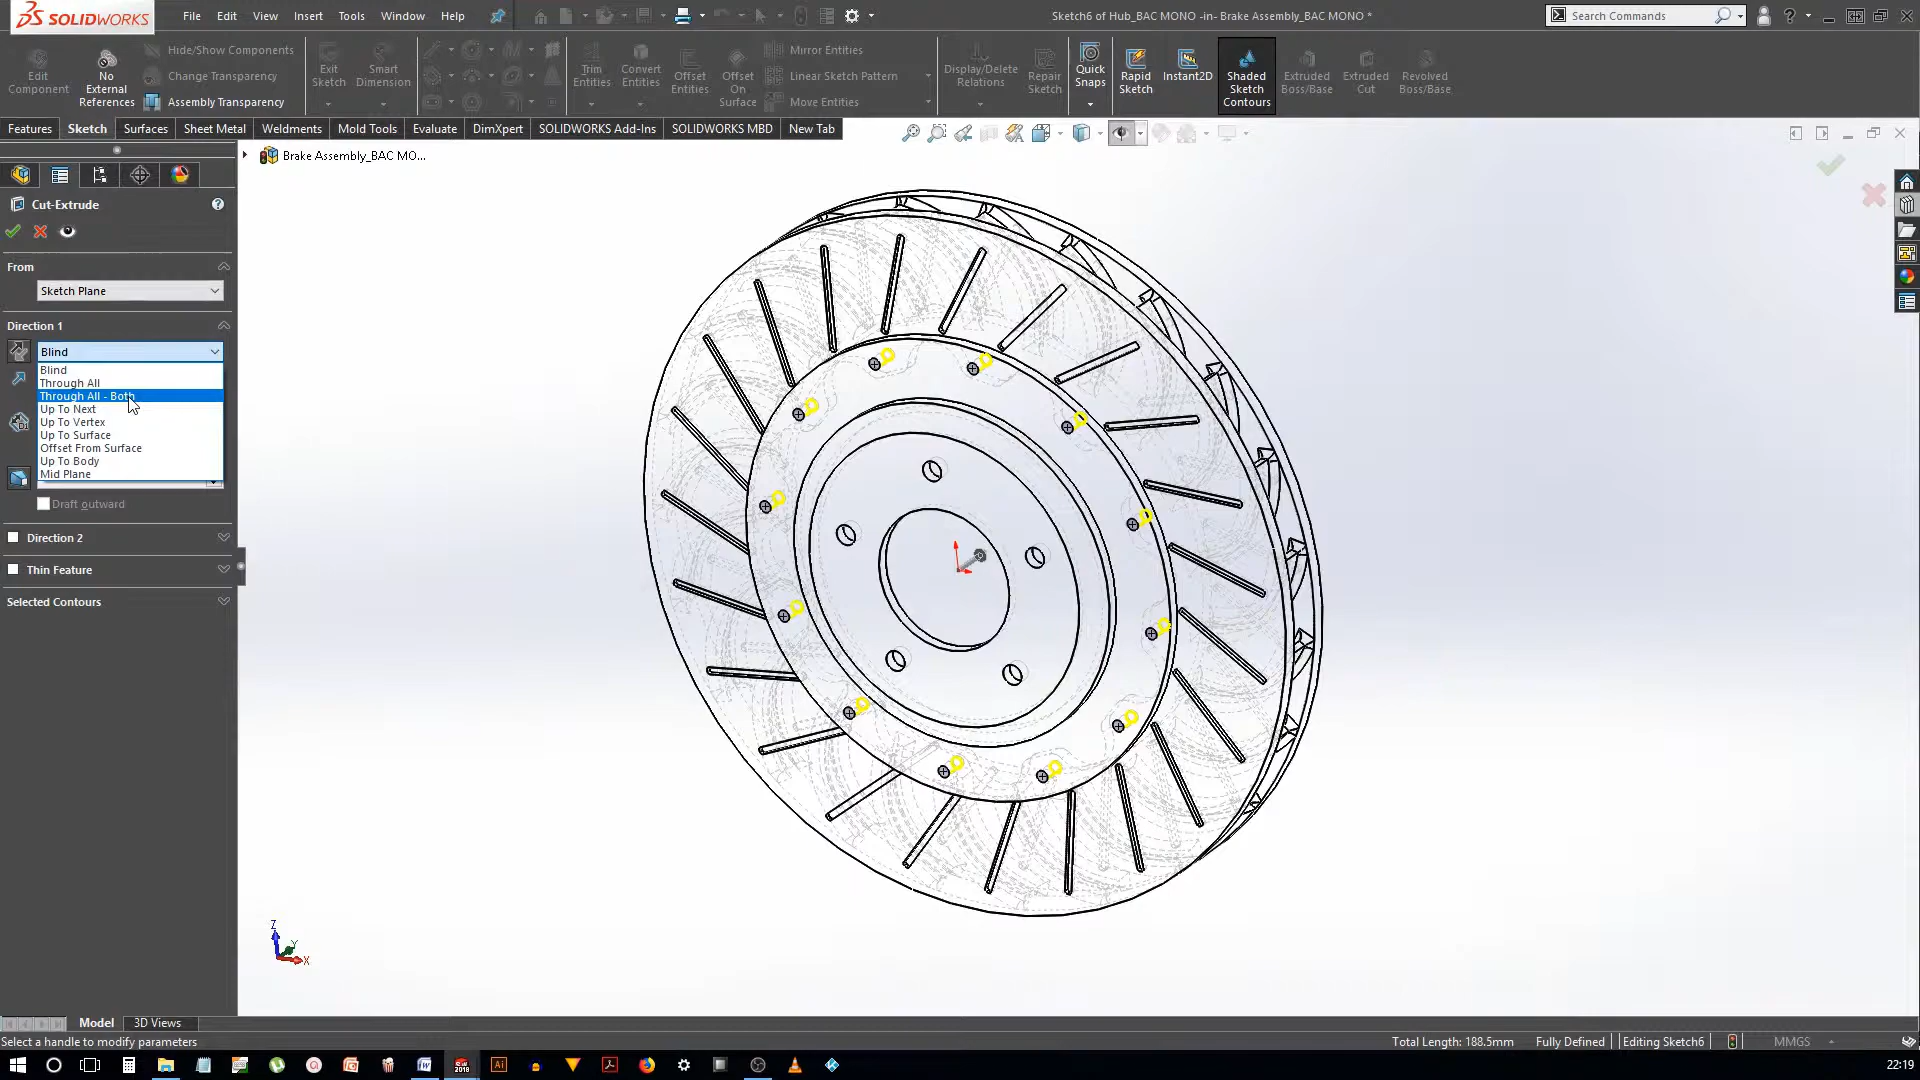 SOLIDWORKS File Edit View Insert Tools Window Help Sketch6 of Hub_BAC MONO -in- Brake Assembly_BAC MONO * Search Commands
Edit Component
No External References
Hide/Show Components
Change Transparency
Assembly Transparency
Exit Sketch
Smart Dimension
Trim Entities
Convert Entities
Offset Entities
Offset On Surface
Mirror Entities
Linear Sketch Pattern
Move Entities
Display/Delete Relations
Repair Sketch
Quick Snaps
Rapid Sketch
Instant2D
Shaded Sketch Contours
Extruded Boss/Base
Extruded Cut
Revolved Boss/Base
Features Sketch Surfaces Sheet Metal Weldments Mold Tools Evaluate DimXpert SOLIDWORKS Add-Ins SOLIDWORKS MBD New Tab
Brake Assembly_BAC MO...
Cut-Extrude
From
Sketch Plane
Direction 1
Blind
Blind
Through All
Through All - Both
Up To Next
Up To Vertex
Up To Surface
Offset From Surface
Up To Body
Mid Plane
Draft outward
Direction 2
Thin Feature
Selected Contours
Z
Y
X
Model 3D Views
Select a handle to modify parameters Total Length: 188.5mm Fully Defined Editing Sketch6 MMGS
22:19